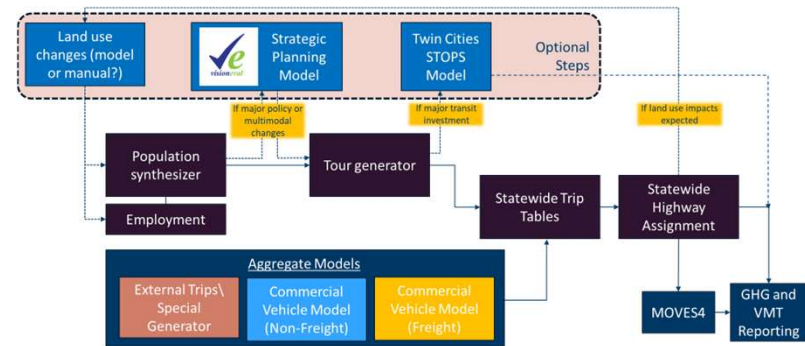 Land use
changes (model
or manual?)
visioneval
Strategic
Planning
Model
Twin Cities
STOPS
Model
Optional
Steps
If major policy or
multimodal
changes
If major transit
investment
If land use impacts
expected
Population
synthesizer
Tour generator
Employment
Statewide Trip
Tables
Statewide
Highway
Assignment
Aggregate Models
External Trips\
Special
Generator
Commercial
Vehicle Model
(Non-Freight)
Commercial
Vehicle Model
(Freight)
MOVES4
GHG and
VMT
Reporting